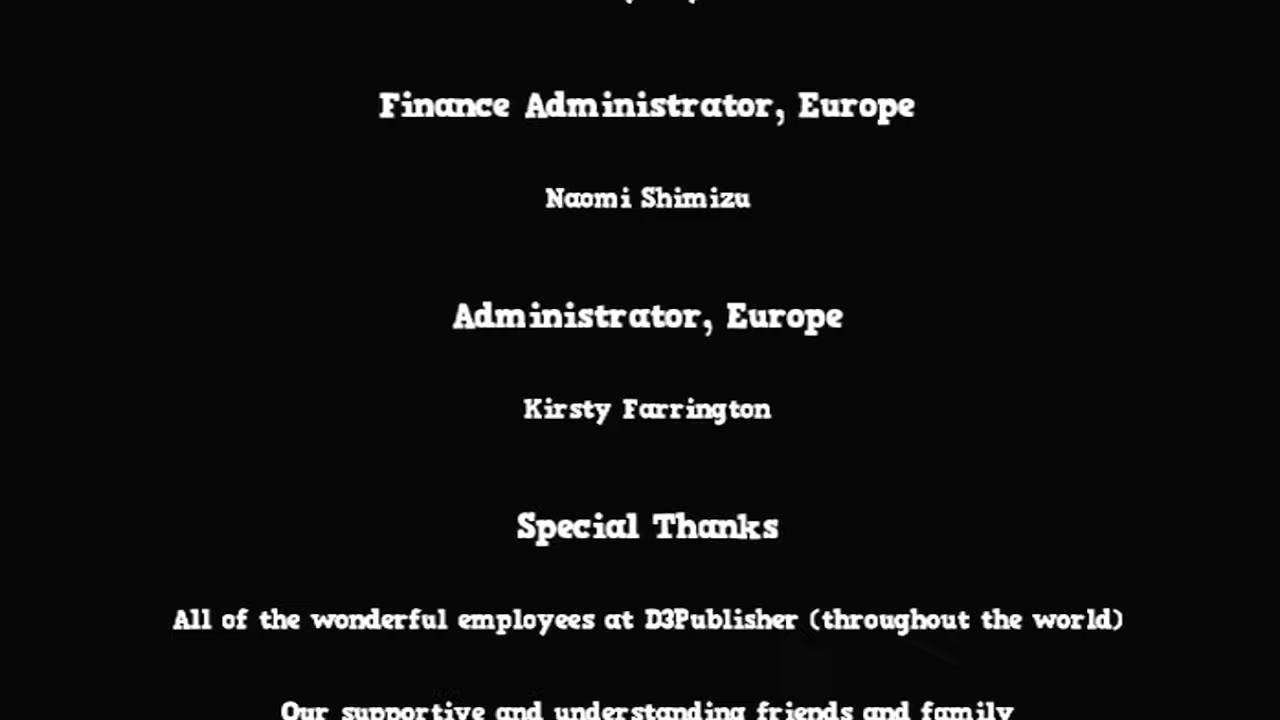 Finance Administrator, Europe
Naomi Shimizu
Administrator, Europe
Kirsty Farrington
Special Thanks
All of the wonderful employees at D3Publisher (throughout the world)
Our supportive and understanding friends and family